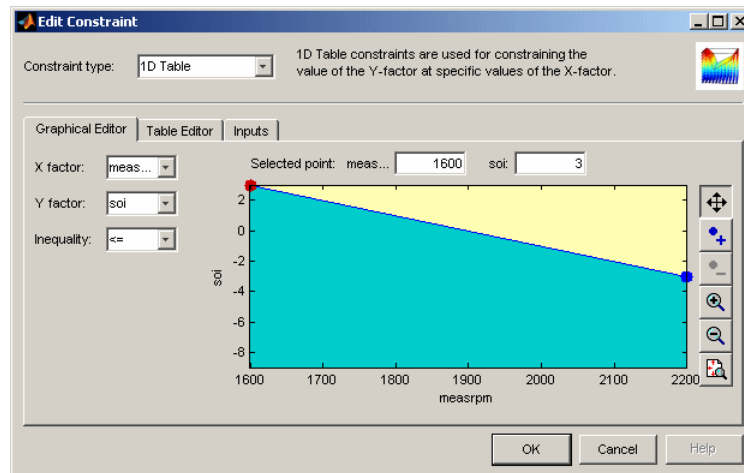 Edit Constraint
Constraint type: 1D Table
1D Table constraints are used for constraining the
value of the Y-factor at specific values of the X-factor.
Graphical Editor Table Editor Inputs
X factor: meas...
Y factor: soi
Inequality: <=
Selected point: meas... 1600 soi: 3
2
0
-2
-4
-6
-8
soi
1600 1700 1800 1900 2000 2100 2200
measrpm
OK Cancel Help